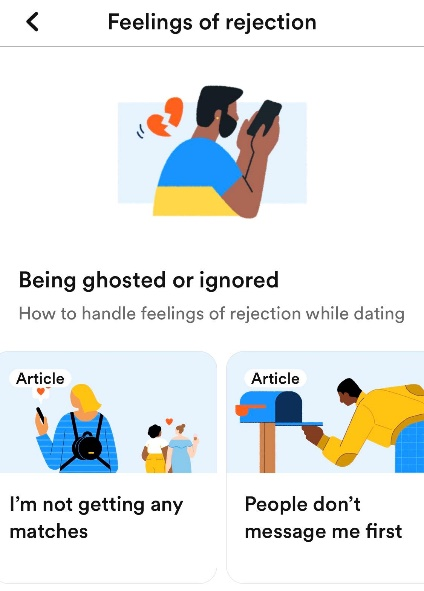 Feelings of rejection
Being ghosted or ignored
How to handle feelings of rejection while dating
Article
I'm not getting any
matches
Article
People don't
message me first